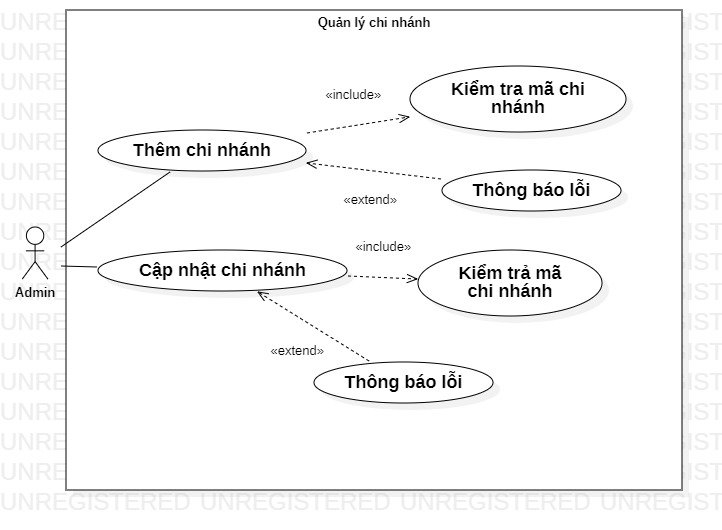 Quản lý chi nhánh
«include»
Kiểm tra mã chi
nhánh
Thêm chi nhánh
Thông báo lỗi
«extend»
«include»
Cập nhật chi nhánh
Kiểm trả mã
chi nhánh
Admin
«extend»
Thông báo lỗi
UNREGISTERED UNREGISTERED UNREGISTERED UNREGIST